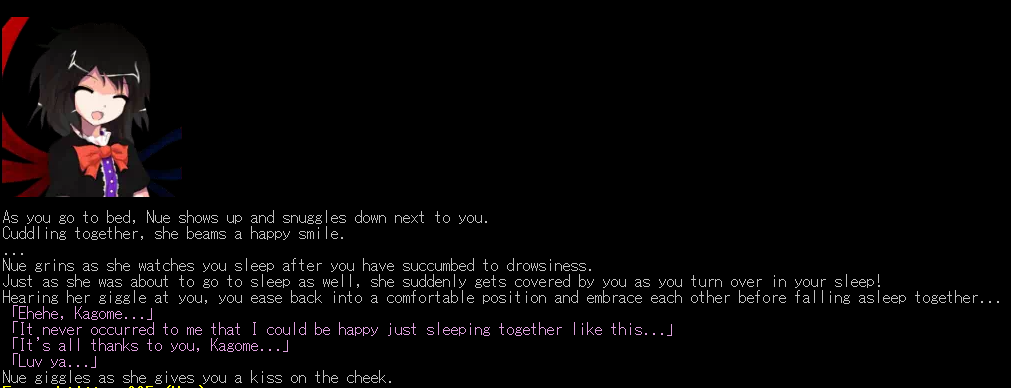 As you go to bed, Nue shows up and snuggles down next to you.
Cuddling together, she beams a happy smile.
...
Nue grins as she watches you sleep after you have succumbed to drowsiness.
Just as she was about to go to sleep as well, she suddenly gets covered by you as you turn over in your sleep!
Hearing her giggle at you, you ease back into a comfortable position and embrace each other before falling asleep together...
「Ehehe, Kagome...」
「It never occurred to me that I could be happy just sleeping together like this...」
「It's all thanks to you, Kagome...」
「Luv ya...」
Nue giggles as she gives you a kiss on the cheek.